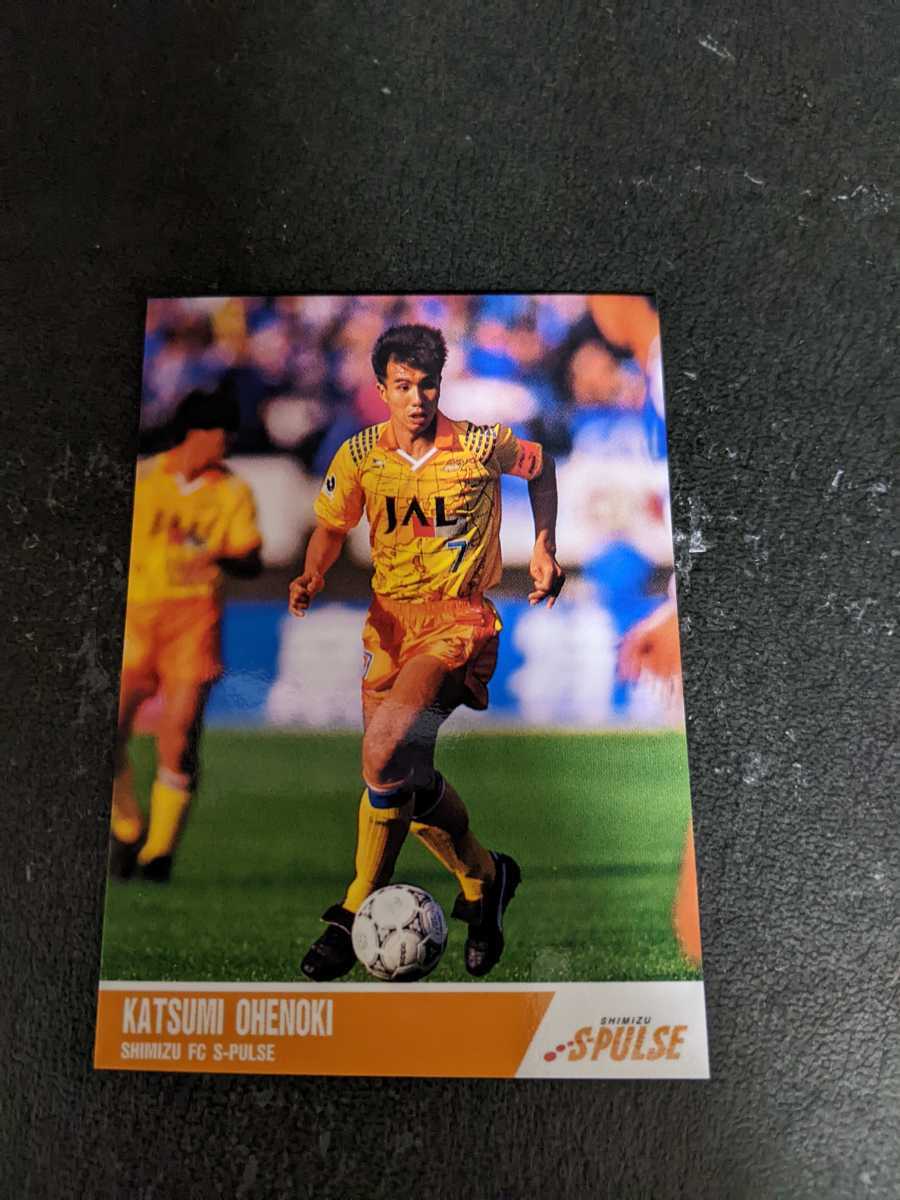 JAL
7
KATSUMI OHENOKI
SHIMIZU FC S-PULSE
SHIMIZU
S-PULSE